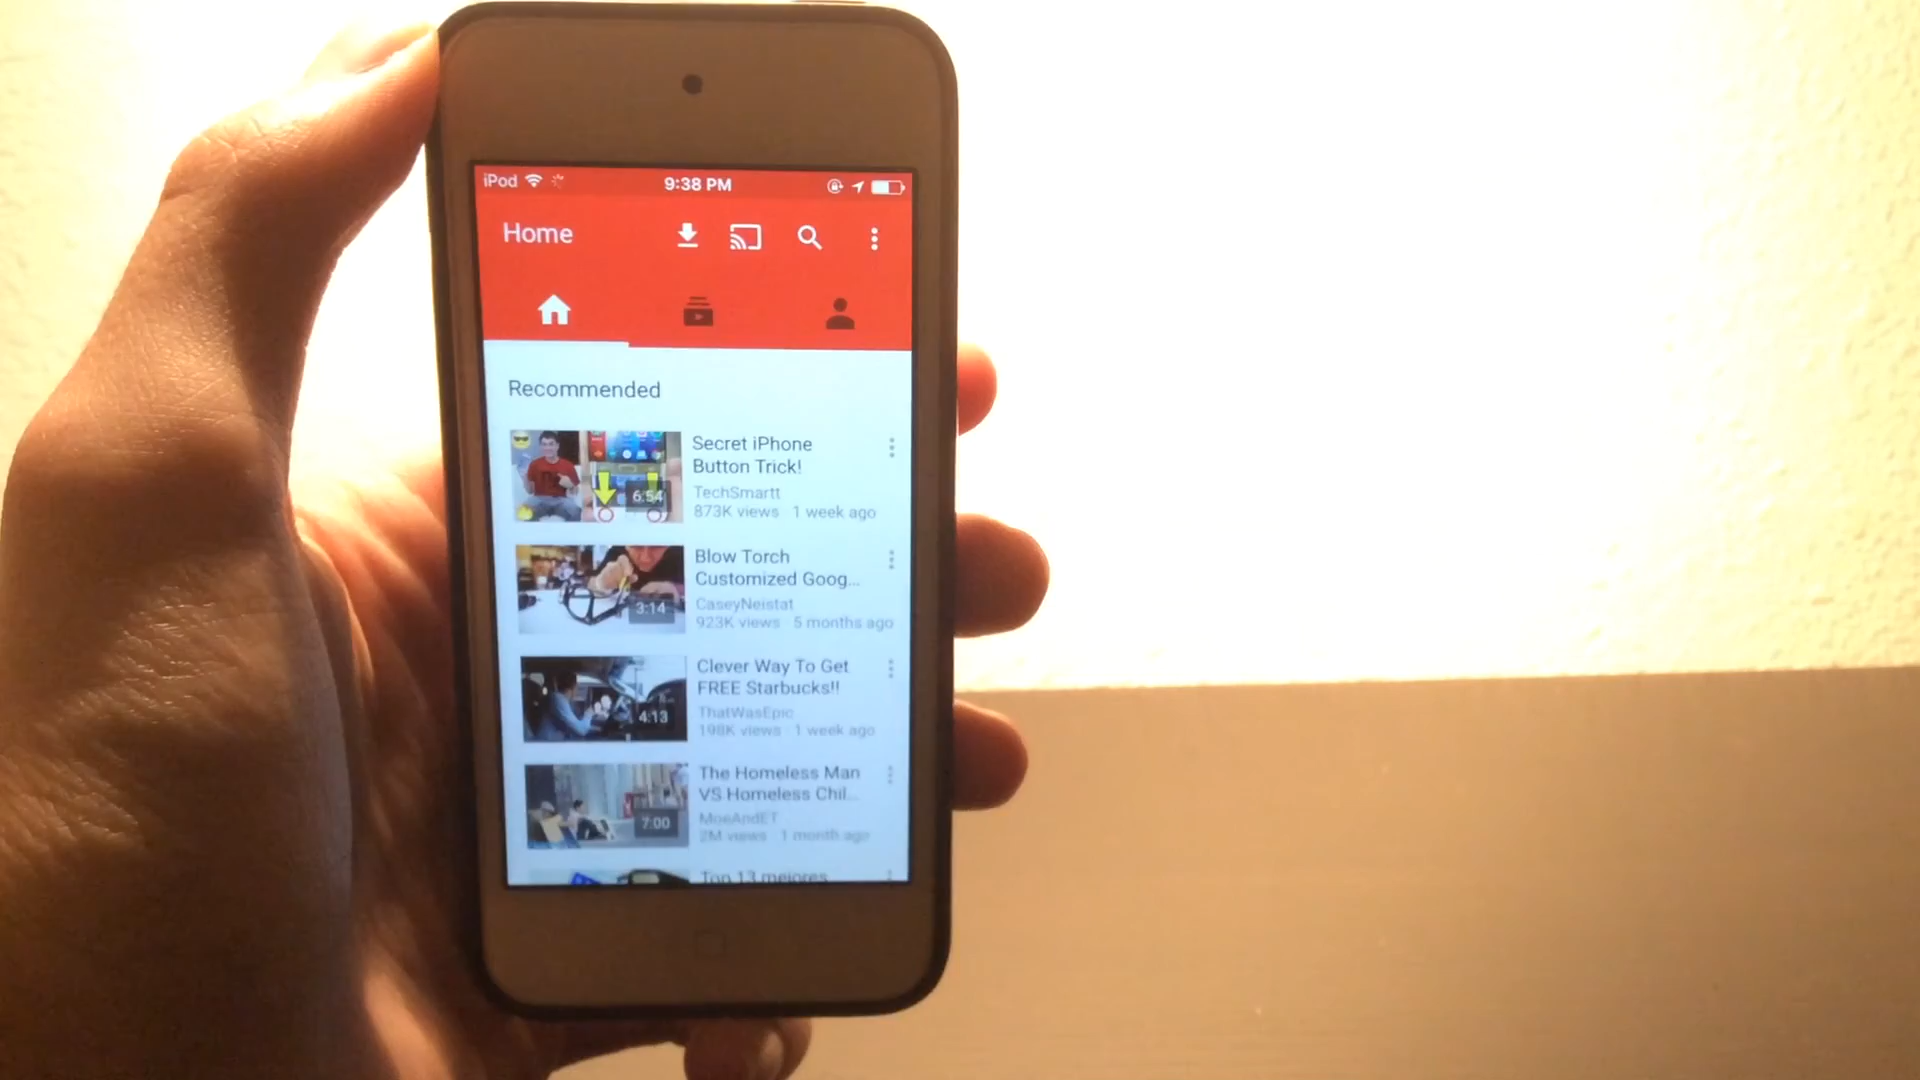 iPod 9:38 PM
Home
Recommended
Secret iPhone
Button Trick!
TechSmartt
873K views · 1 week ago
6:54
Blow Torch
Customized Goog...
CaseyNeistat
923K views · 5 months ago
3:14
Clever Way To Get
FREE Starbucks!!
ThatWasEpic
198K views · 1 week ago
4:13
The Homeless Man
VS Homeless Chil...
MoeAndET
2M views · 1 month ago
7:00
Top 13 mejores